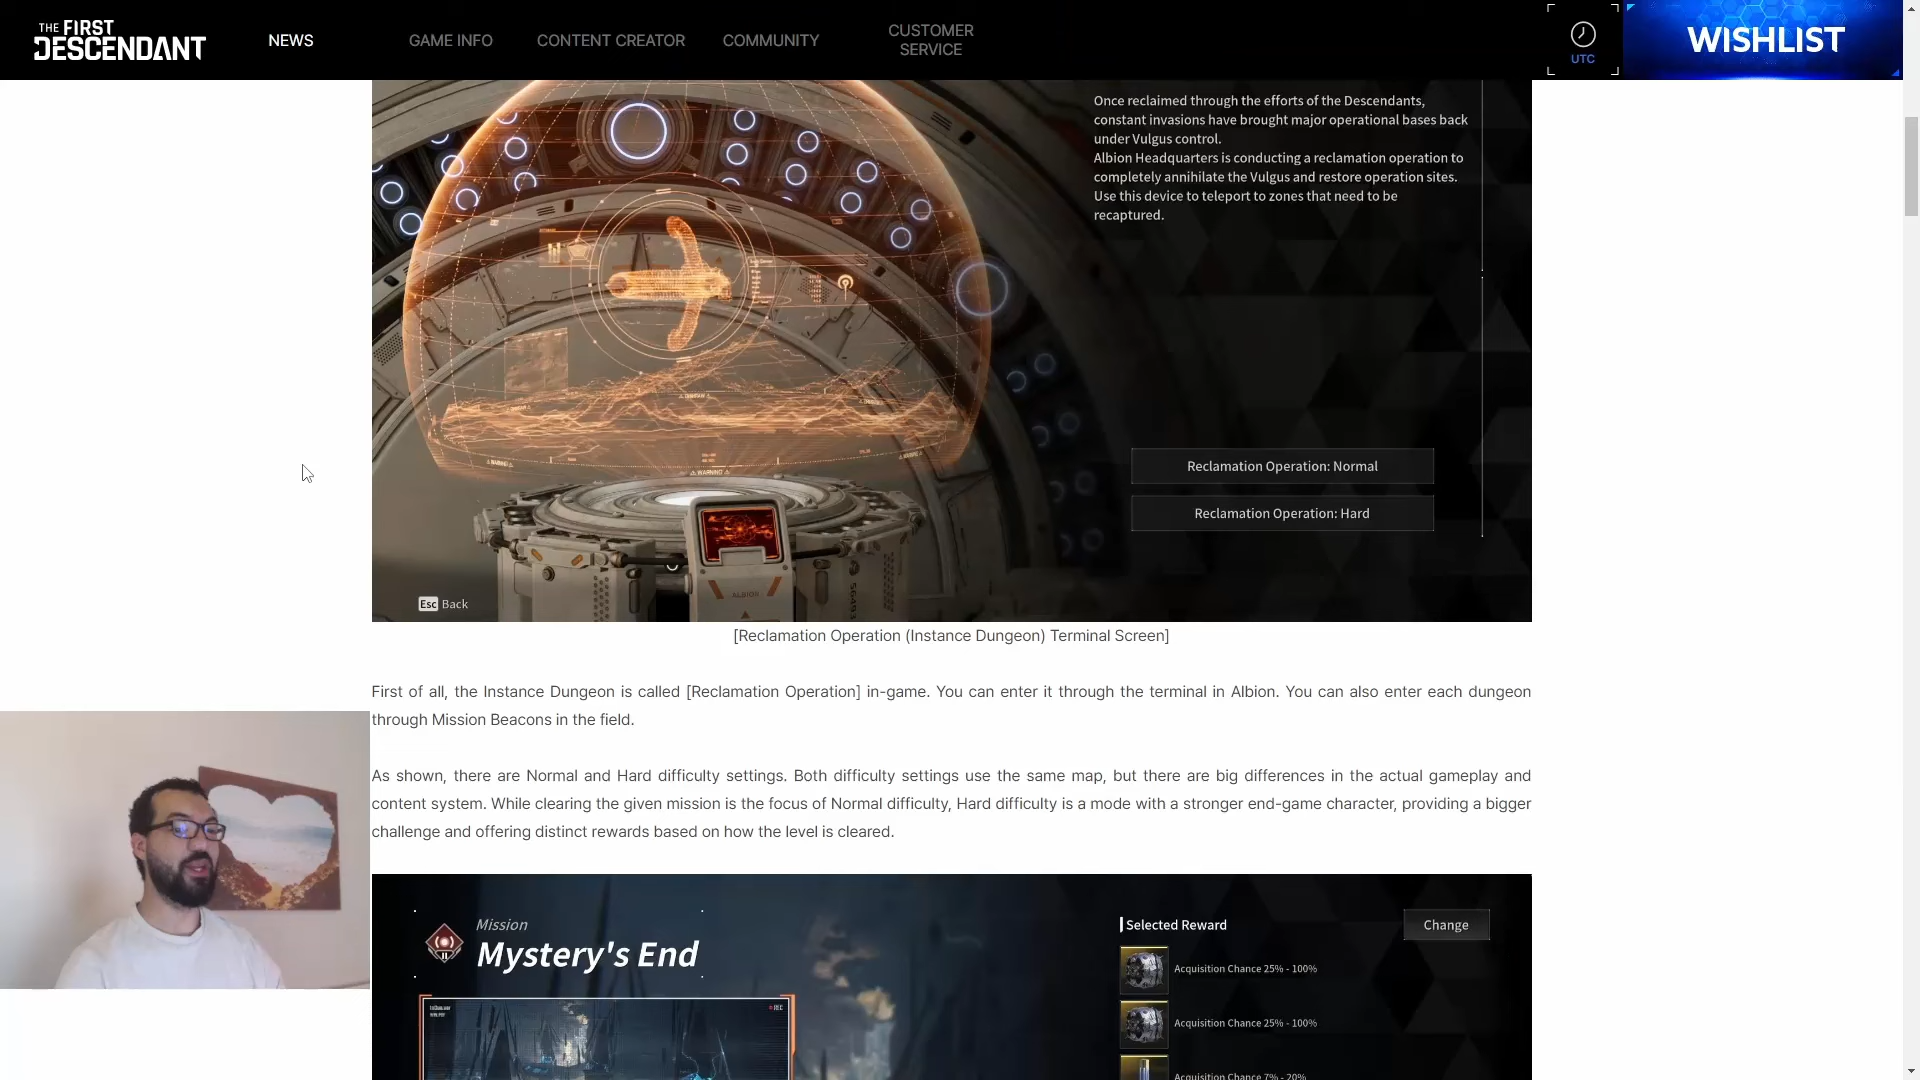 THE FIRST
DESCENDANT
NEWS
GAME INFO
CONTENT CREATOR
COMMUNITY
CUSTOMER
SERVICE
UTC
WISHLIST
Once reclaimed through the efforts of the Descendants,
constant invasions have brought major operational bases back
under Vulgus control.
Albion Headquarters is conducting a reclamation operation to
completely annihilate the Vulgus and restore operation sites.
Use this device to teleport to zones that need to be
recaptured.
WARNING
Reclamation Operation: Normal
Reclamation Operation: Hard
ALBION
Esc Back
[Reclamation Operation (Instance Dungeon) Terminal Screen]
First of all, the Instance Dungeon is called [Reclamation Operation] in-game. You can enter it through the terminal in Albion. You can also enter each dungeon
through Mission Beacons in the field.
As shown, there are Normal and Hard difficulty settings. Both difficulty settings use the same map, but there are big differences in the actual gameplay and
content system. While clearing the given mission is the focus of Normal difficulty, Hard difficulty is a mode with a stronger end-game character, providing a bigger
challenge and offering distinct rewards based on how the level is cleared.
Mission
Mystery's End
REC
Selected Reward
Change
Acquisition Chance 25% - 100%
Acquisition Chance 25% - 100%
Acquisition Chance 7% - 20%